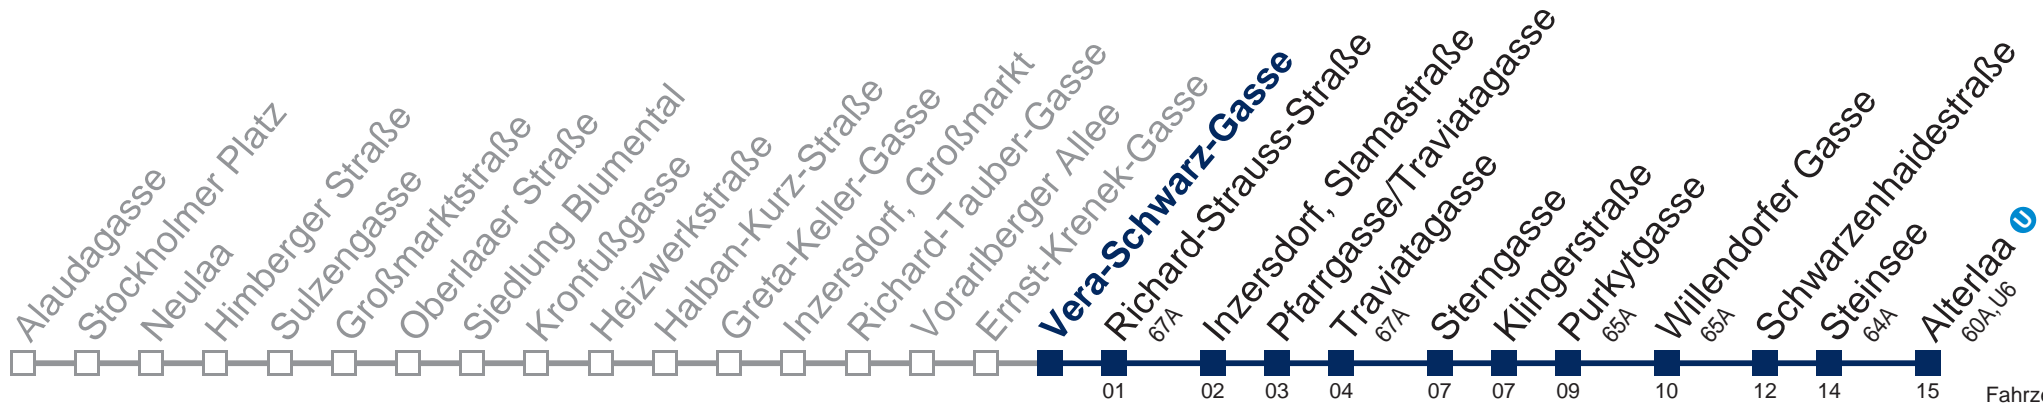 Alaudagasse
Stockholmer Platz
Neulaa
Himberger Straße
Sulzengasse
Großmarktstraße
Oberlaaer Straße
Siedlung Blumental
Kronfußgasse
Heizwerkstraße
Halban-Kurz-Straße
Greta-Keller-Gasse
Inzersdorf, Großmarkt
Richard-Tauber-Gasse
Vorarlberger Allee
Ernst-Krenek-Gasse
Vera-Schwarz-Gasse
Richard-Strauss-Straße
67A
Inzersdorf, Slamastraße
Pfarrgasse/Traviatagasse
Traviatagasse
67A
Sterngasse
Klingerstraße
Purkytgasse
65A
Willendorfer Gasse
65A
Schwarzenhaidestraße
Steinsee
64A
Alterlaa U
60A, U6
01 02 03 04 07 07 09 10 12 14 15 Fahrz